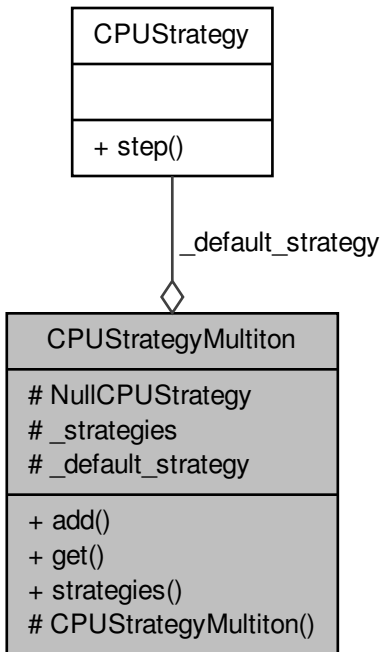 CPUStrategy
+ step()
_default_strategy
CPUStrategyMultiton
# NullCPUStrategy
# _strategies
# _default_strategy
+ add()
+ get()
+ strategies()
# CPUStrategyMultiton()